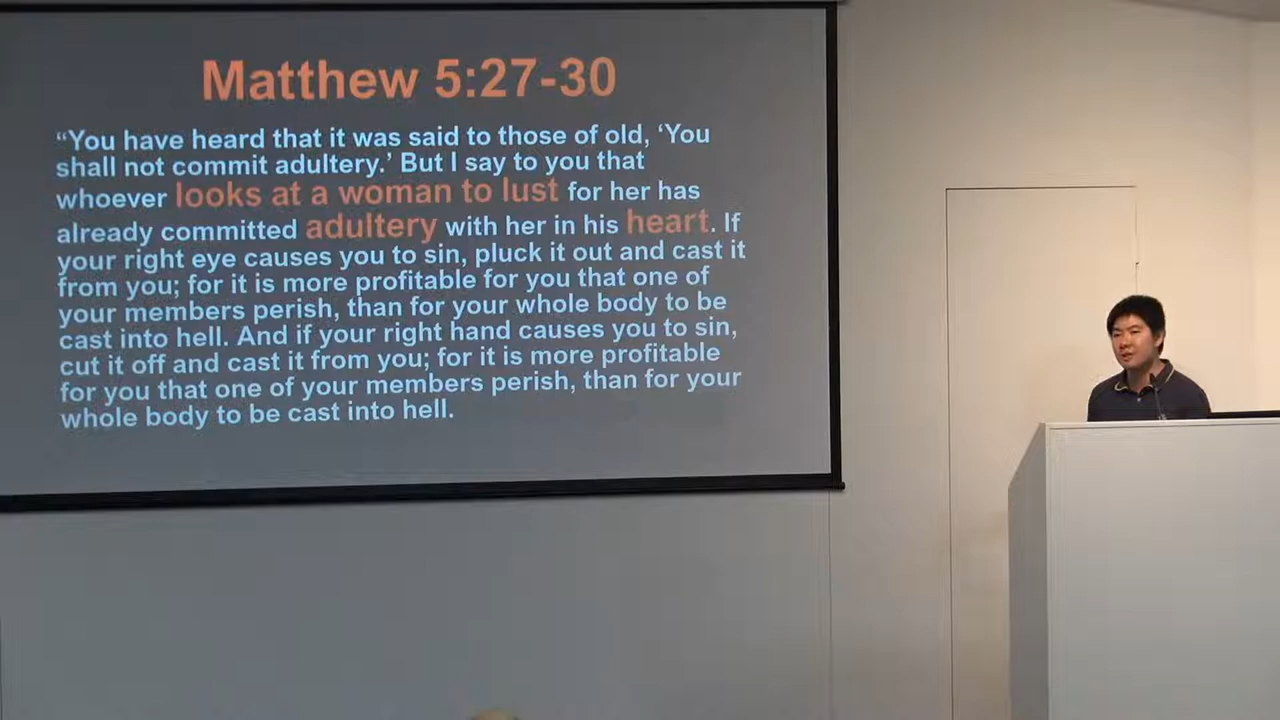 Matthew 5:27-30
“You have heard that it was said to those of old, ‘You
shall not commit adultery.’ But I say to you that
whoever looks at a woman to lust for her has
already committed adultery with her in his heart. If
your right eye causes you to sin, pluck it out and cast it
from you; for it is more profitable for you that one of
your members perish, than for your whole body to be
cast into hell. And if your right hand causes you to sin,
cut it off and cast it from you; for it is more profitable
for you that one of your members perish, than for your
whole body to be cast into hell.